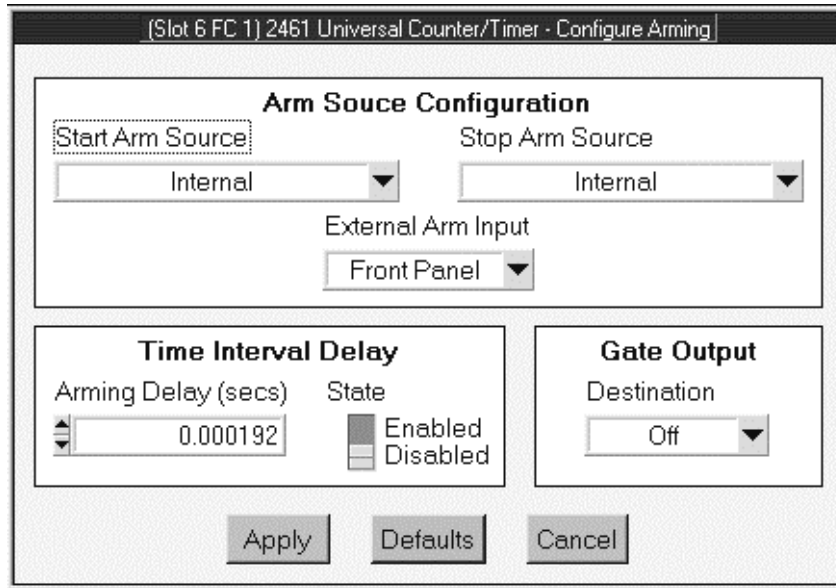 (Slot 6 FC 1) 2461 Universal Counter/Timer - Configure Arming
Arm Souce Configuration
Start Arm Source Stop Arm Source
Internal Internal
External Arm Input
Front Panel
Time Interval Delay Gate Output
Arming Delay (secs) State Destination
0.000192 Enabled Off
Disabled
Apply Defaults Cancel